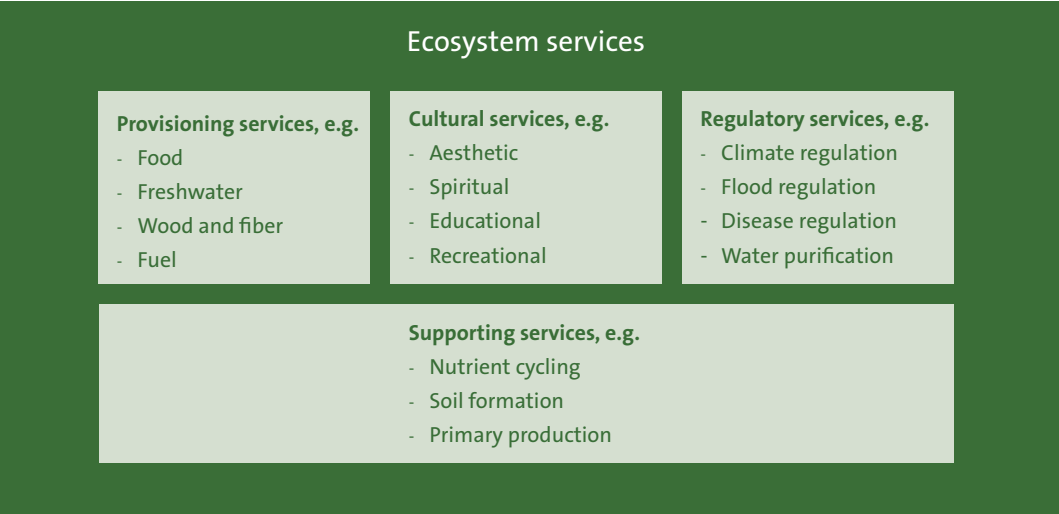 Ecosystem services
Provisioning services, e.g.
- Food
- Freshwater
- Wood and fiber
- Fuel
Cultural services, e.g.
- Aesthetic
- Spiritual
- Educational
- Recreational
Regulatory services, e.g.
- Climate regulation
- Flood regulation
- Disease regulation
- Water purification
Supporting services, e.g.
- Nutrient cycling
- Soil formation
- Primary production